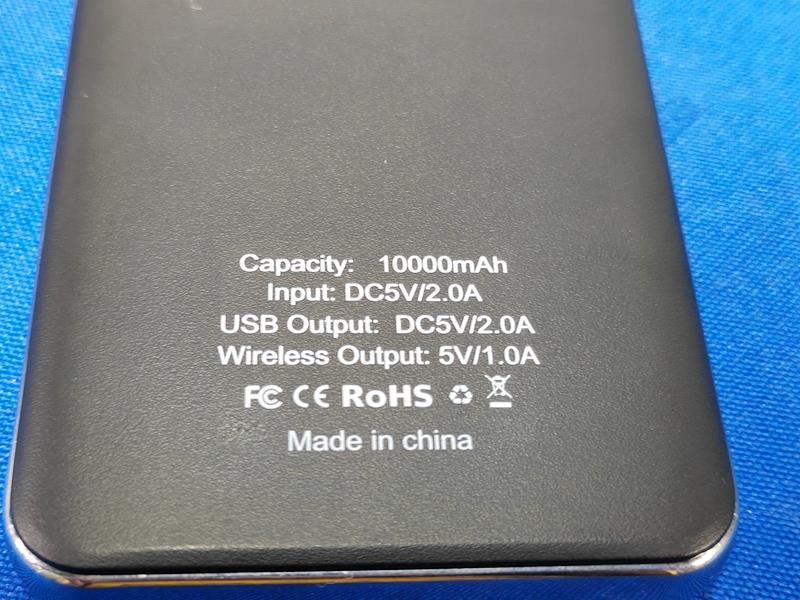 Capacity: 10000mAh
Input: DC5V/2.0A
USB Output: DC5V/2.0A
Wireless Output: 5V/1.0A
FC CE RoHS
Made in china